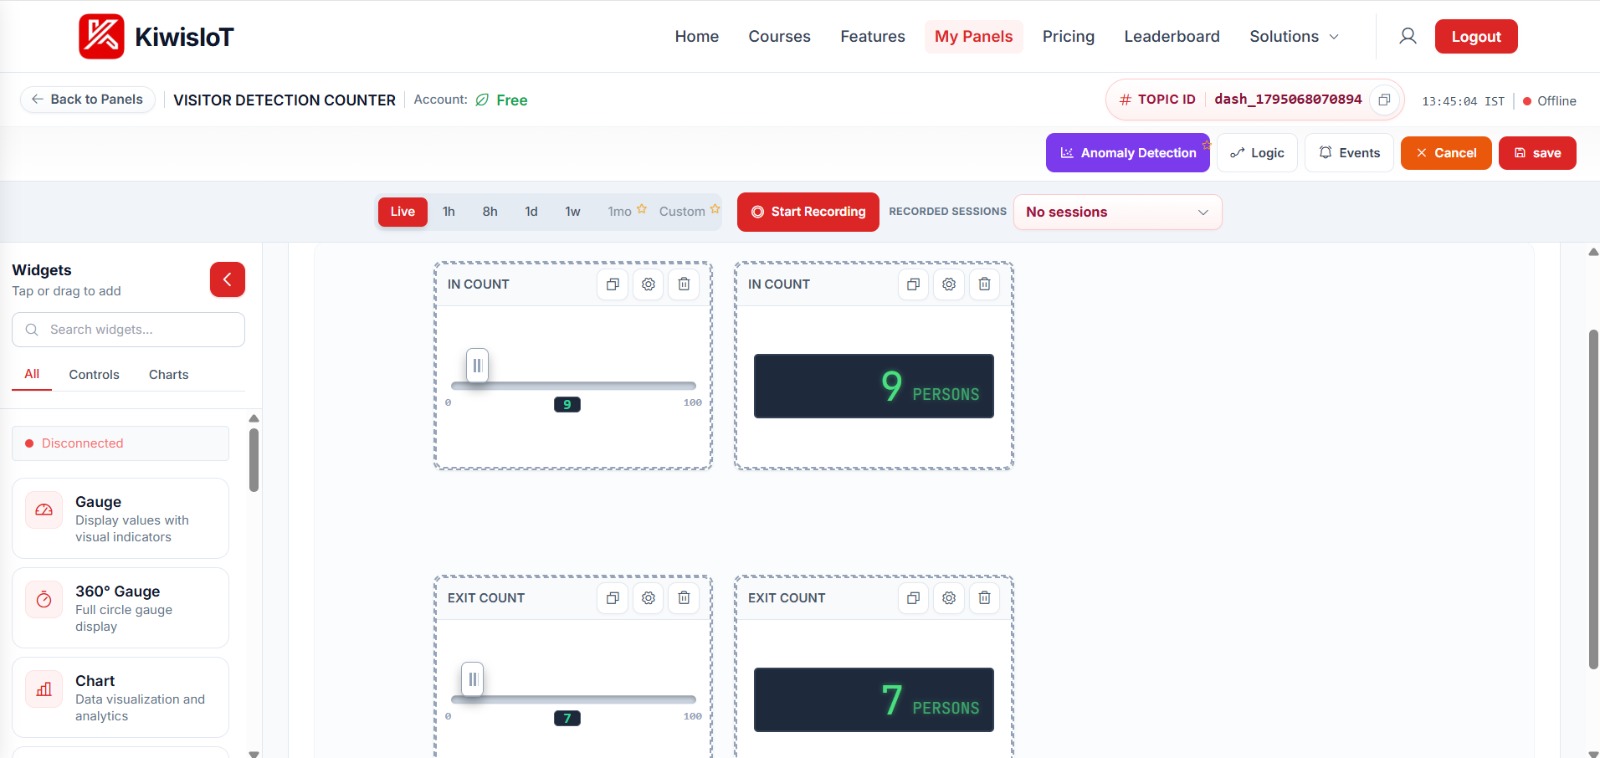 KiwisIoT
Home Courses Features My Panels Pricing Leaderboard Solutions Logout
Back to Panels VISITOR DETECTION COUNTER Account: Free # TOPIC ID dash_1795068070894 13:45:04 IST Offline
Anomaly Detection Logic Events Cancel save
Live 1h 8h 1d 1w 1mo Custom Start Recording RECORDED SESSIONS No sessions
Widgets
Tap or drag to add
Search widgets...
All Controls Charts
Disconnected
Gauge
Display values with
visual indicators
360° Gauge
Full circle gauge
display
Chart
Data visualization and
analytics
IN COUNT
0 9 100
IN COUNT
9 PERSONS
EXIT COUNT
0 7 100
EXIT COUNT
7 PERSONS